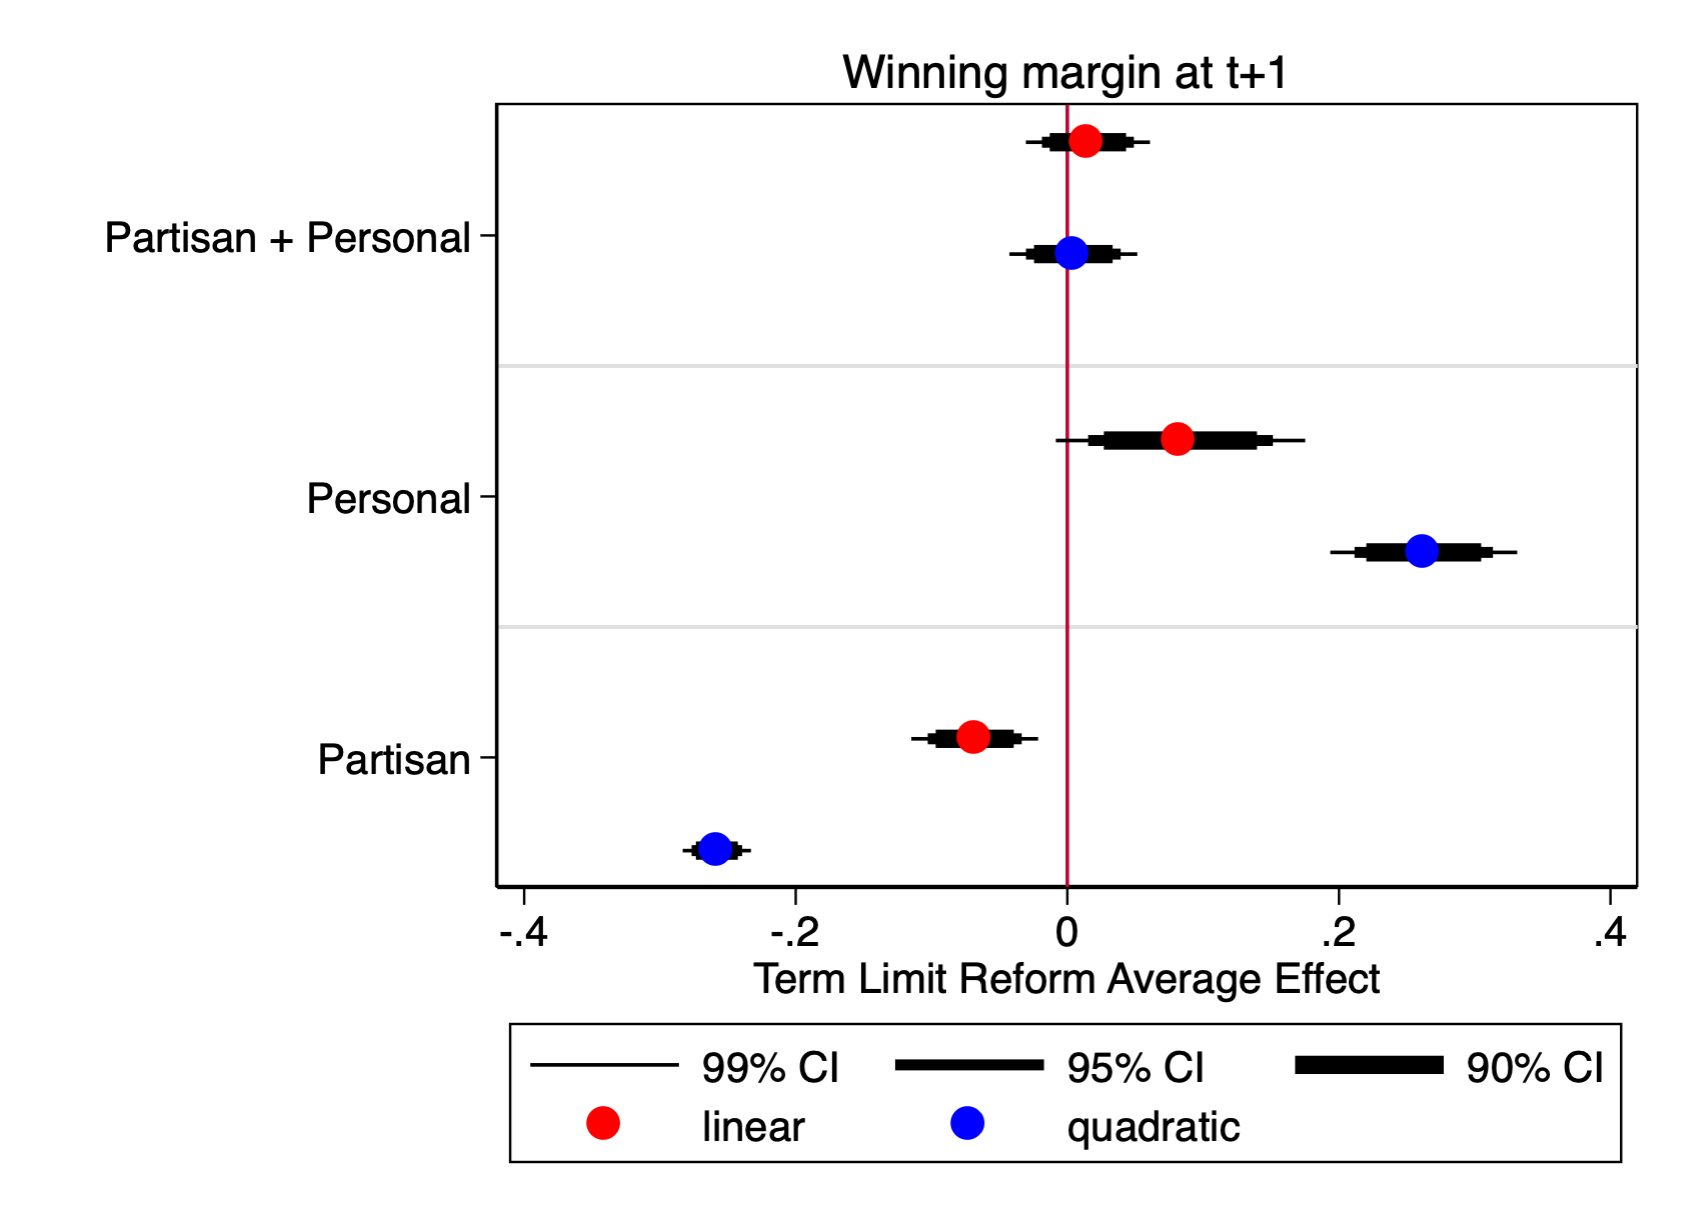 Winning margin at t+1
Partisan + Personal
Personal
Partisan
-.4 -.2 0 .2 .4
Term Limit Reform Average Effect
99% CI 95% CI 90% CI
linear quadratic